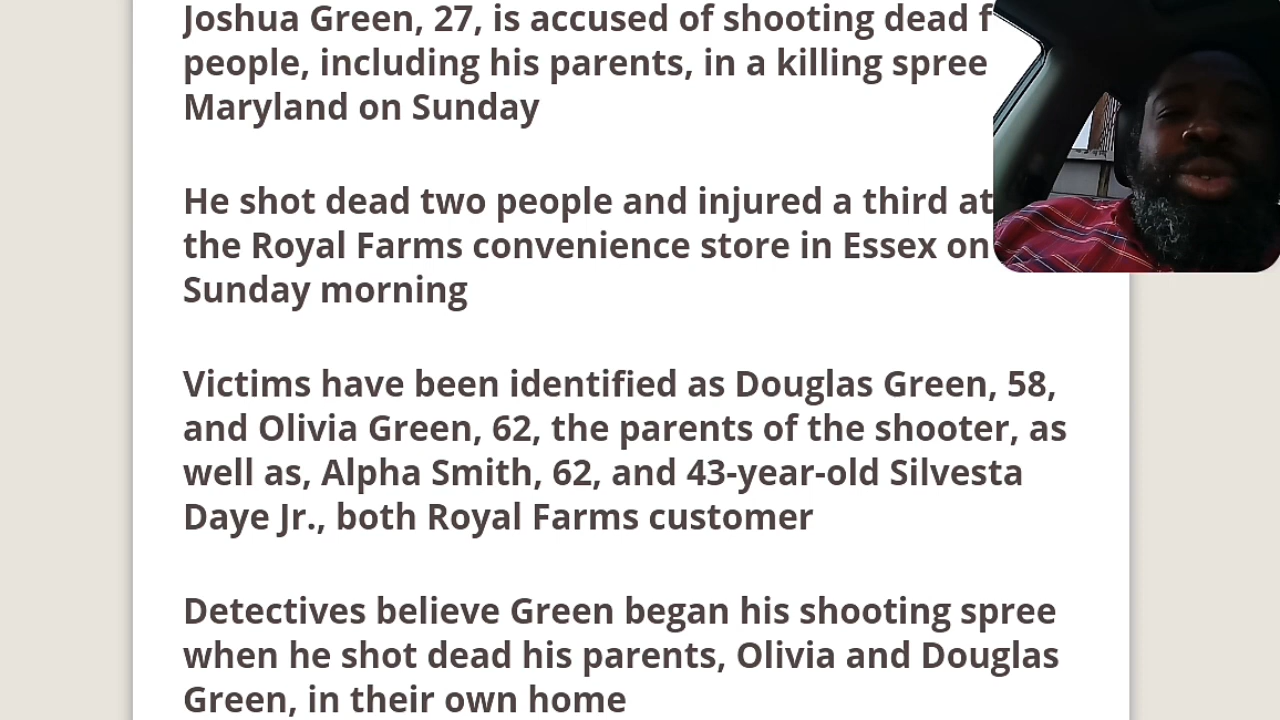 Joshua Green, 27, is accused of shooting dead
people, including his parents, in a killing spree
Maryland on Sunday
He shot dead two people and injured a third at
the Royal Farms convenience store in Essex on
Sunday morning
Victims have been identified as Douglas Green, 58,
and Olivia Green, 62, the parents of the shooter, as
well as, Alpha Smith, 62, and 43-year-old Silvesta
Daye Jr., both Royal Farms customer
Detectives believe Green began his shooting spree
when he shot dead his parents, Olivia and Douglas
Green, in their own home